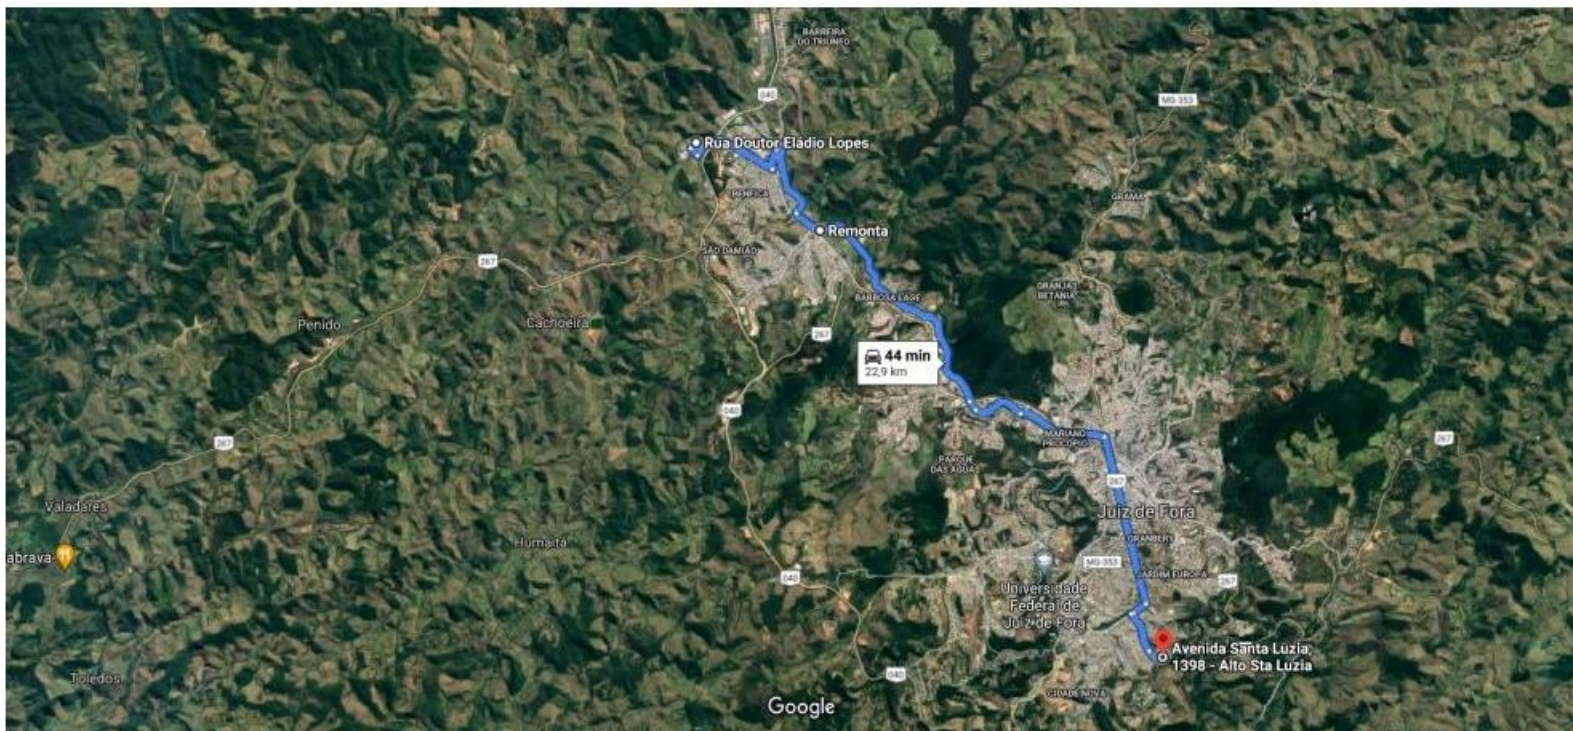 BARREIRA
DO TRIUNFO
040
MG-353
Rua Doutor Eládio Lopes
BENFICA
GRAMA
Remonta
SÃO DAMIÃO
267
GRANJAS
BETÂNIA
BARBOSA LAGE
Penido
Cachoeira
267
44 min
22,9 km
040
MARIANO
PROCÓPIO
267
267
PARQUE
DAS ÁGUAS
267
Valadares
Juiz de Fora
Humaitá
GRANBERY
abrava
MG-353
JARDIM EUROPA
267
040
Universidade
Federal de
Juiz de Fora
Avenida Santa Luzia,
1398 - Alto Sta Luzia
Toledos
040
CIDADE NOVA
Google